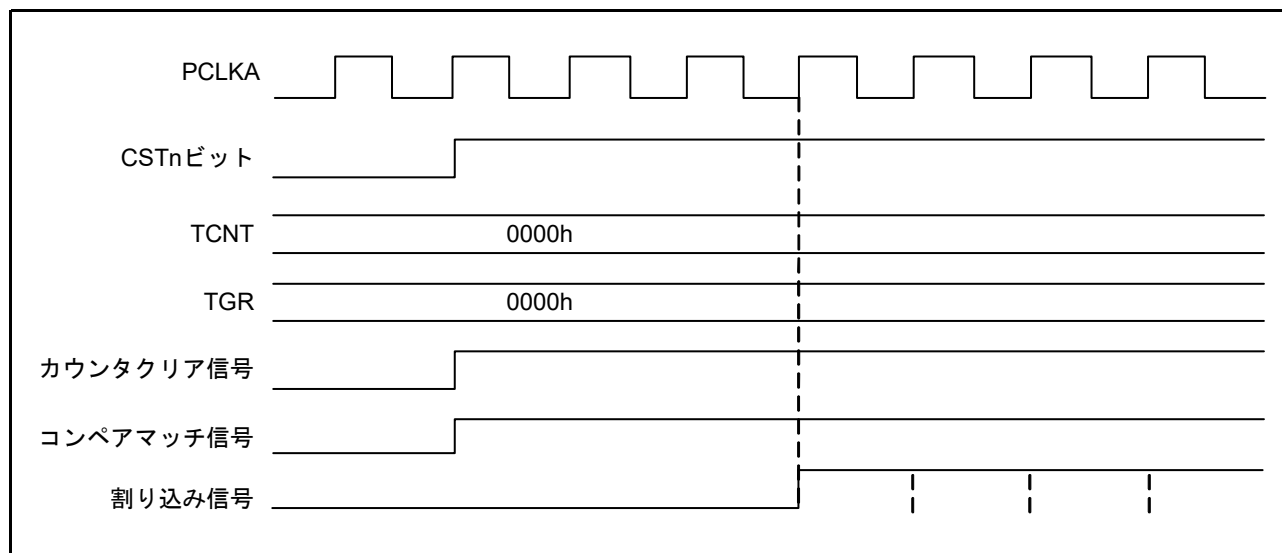 PCLKA
CSTnビット
TCNT 0000h
TGR 0000h
カウンタクリア信号
コンペアマッチ信号
割り込み信号